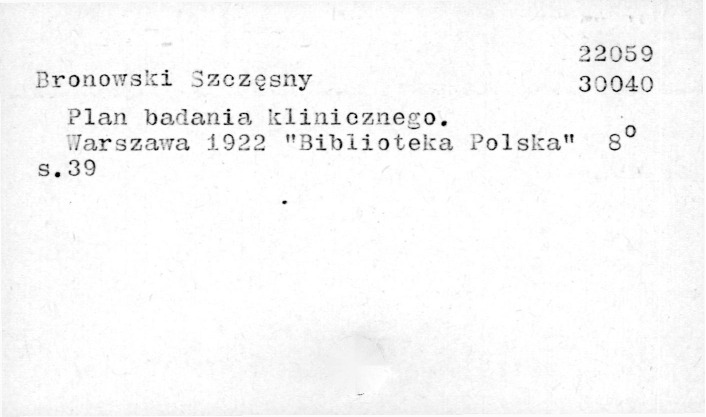 22059
Bronowski Szczęsny 30040
Plan badania klinicznego.
Warszawa 1922 "Biblioteka Polska" 8°
s.39